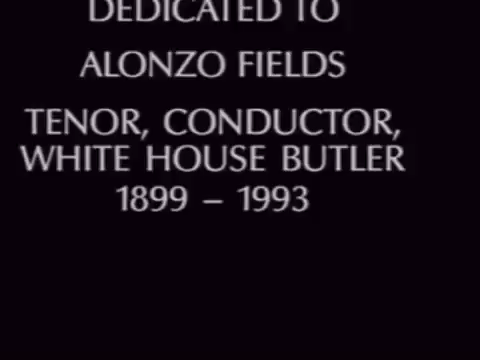 DEDICATED TO
ALONZO FIELDS
TENOR, CONDUCTOR,
WHITE HOUSE BUTLER
1899 – 1993